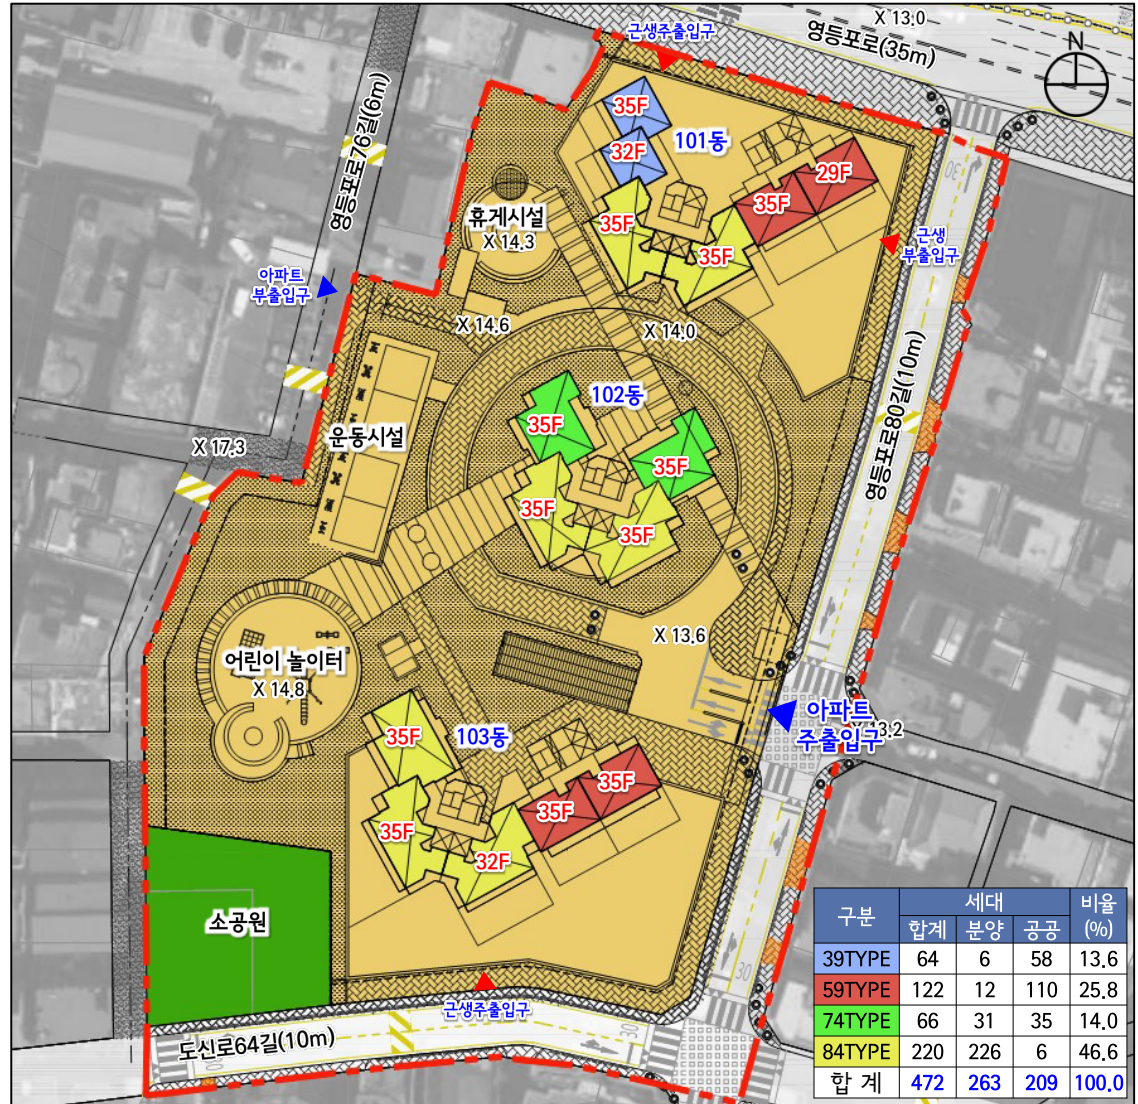 X 13.0
근생주출입구
영등포로(35m)
N
영등포로76길(6m)
35F
101동
32F
29F
35F
35F
35F
휴게시설
X 14.3
근생
부출입구
아파트
부출입구
X 14.6
X 14.0
영등포로80길(10m)
30
102동
35F
운동시설
X 17.3
35F
35F
35F
X 13.6
어린이 놀이터
X 14.8
35F
103동
아파트
주출입구
X 13.2
35F
35F
35F
32F
소공원
근생주출입구
도신로64길(10m)
30
30
구분 세대 비율
합계 분양 공공 (%)
39TYPE 64 6 58 13.6
59TYPE 122 12 110 25.8
74TYPE 66 31 35 14.0
84TYPE 220 226 6 46.6
합 계 472 263 209 100.0